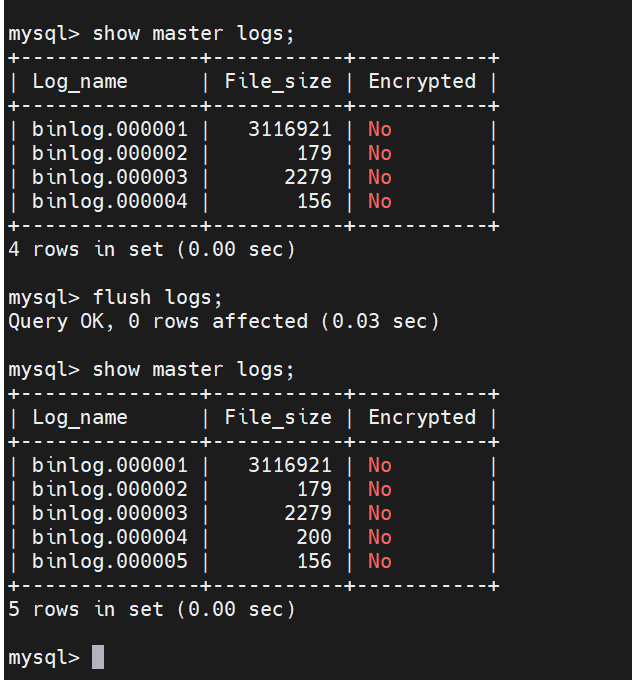 mysql> show master logs;
+---------------+-----------+-----------+
| Log_name      | File_size | Encrypted |
+---------------+-----------+-----------+
| binlog.000001 |   3116921 | No        |
| binlog.000002 |       179 | No        |
| binlog.000003 |      2279 | No        |
| binlog.000004 |       156 | No        |
+---------------+-----------+-----------+
4 rows in set (0.00 sec)

mysql> flush logs;
Query OK, 0 rows affected (0.03 sec)

mysql> show master logs;
+---------------+-----------+-----------+
| Log_name      | File_size | Encrypted |
+---------------+-----------+-----------+
| binlog.000001 |   3116921 | No        |
| binlog.000002 |       179 | No        |
| binlog.000003 |      2279 | No        |
| binlog.000004 |       200 | No        |
| binlog.000005 |       156 | No        |
+---------------+-----------+-----------+
5 rows in set (0.00 sec)

mysql>